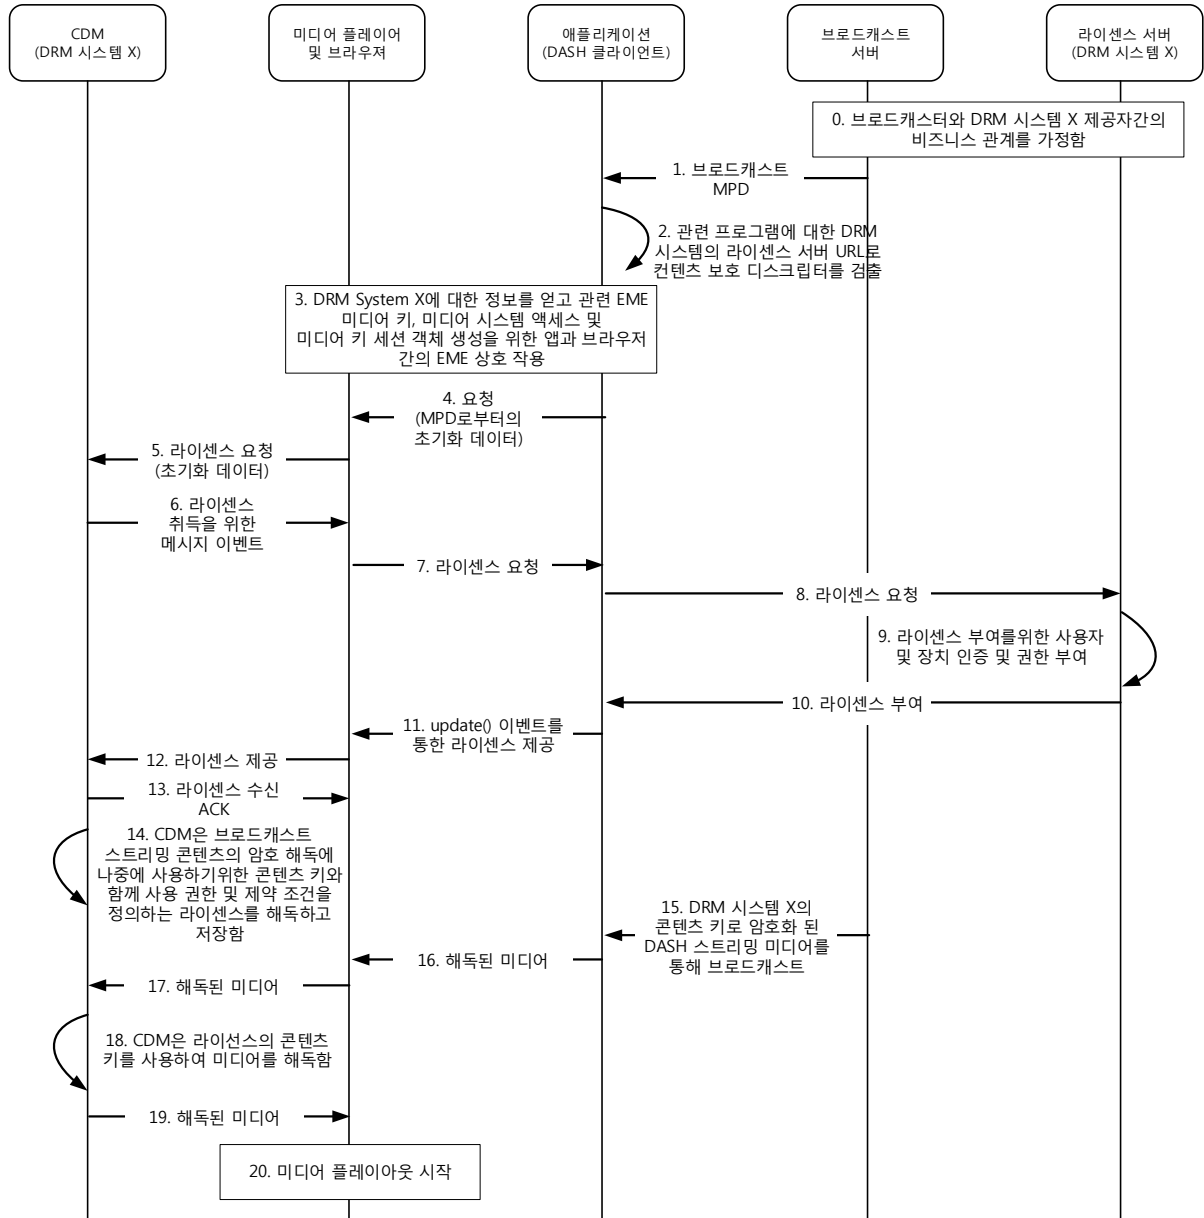 CDM
(DRM 시스템 X)
미디어 플레이어
및 브라우져
애플리케이션
(DASH 클라이언트)
브로드캐스트
서버
라이센스 서버
(DRM 시스템 X)
0. 브로드캐스터와 DRM 시스템 X 제공자간의
비즈니스 관계를 가정함
1. 브로드캐스트
MPD
2. 관련 프로그램에 대한 DRM
시스템의 라이센스 서버 URL로
컨텐츠 보호 디스크립터를 검출
3. DRM System X에 대한 정보를 얻고 관련 EME
미디어 키, 미디어 시스템 액세스 및
미디어 키 세션 객체 생성을 위한 앱과 브라우저
간의 EME 상호 작용
4. 요청
(MPD로부터의
초기화 데이터)
5. 라이센스 요청
(초기화 데이터)
6. 라이센스
취득을 위한
메시지 이벤트
7. 라이센스 요청
8. 라이센스 요청
9. 라이센스 부여를위한 사용자
및 장치 인증 및 권한 부여
10. 라이센스 부여
11. update() 이벤트를
통한 라이센스 제공
12. 라이센스 제공
13. 라이센스 수신
ACK
14. CDM은 브로드캐스트
스트리밍 콘텐츠의 암호 해독에
나중에 사용하기위한 콘텐츠 키와
함께 사용 권한 및 제약 조건을
정의하는 라이센스를 해독하고
저장함
15. DRM 시스템 X의
콘텐츠 키로 암호화 된
DASH 스트리밍 미디어를
통해 브로드캐스트
16. 해독된 미디어
17. 해독된 미디어
18. CDM은 라이선스의 콘텐츠
키를 사용하여 미디어를 해독함
19. 해독된 미디어
20. 미디어 플레이아웃 시작